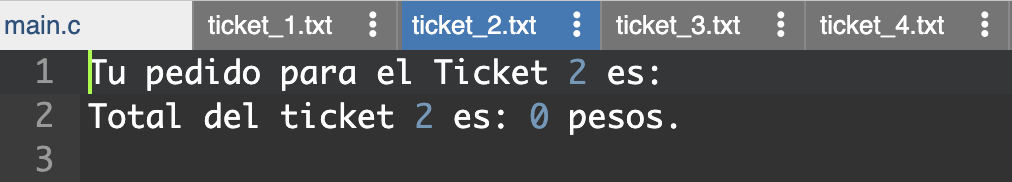 main.c ticket_1.txt ticket_2.txt ticket_3.txt ticket_4.txt
1 Tu pedido para el Ticket 2 es:
2 Total del ticket 2 es: 0 pesos.
3